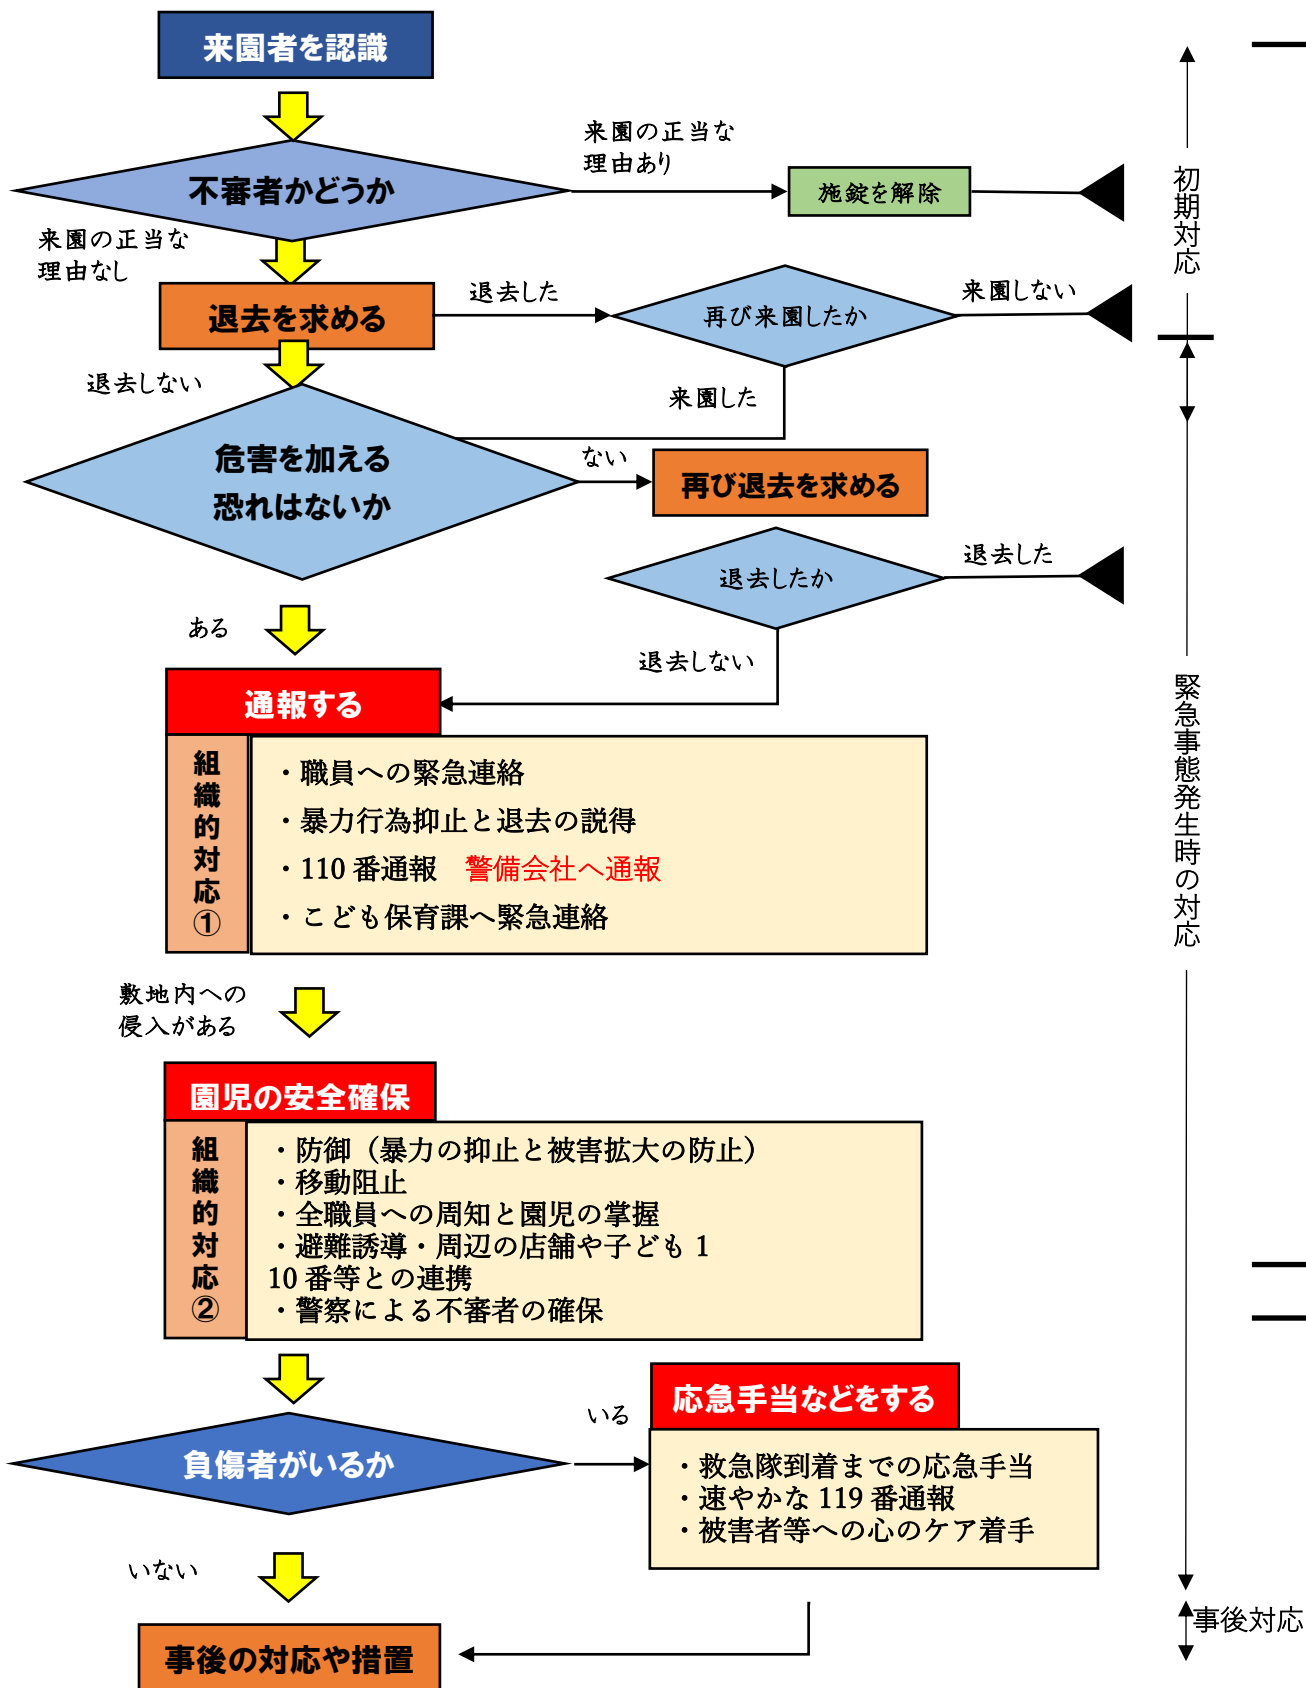 来園者を認識
来園の正当な
理由あり
不審者かどうか
施錠を解除
来園の正当な
理由なし
退去を求める
退去した
再び来園したか
来園しない
初期対応
退去しない
来園した
危害を加える
恐れはないか
ない
再び退去を求める
退去したか
退去した
ある
退去しない
通報する
組織的対応①
・職員への緊急連絡
・暴力行為抑止と退去の説得
・110番通報　警備会社へ通報
・こども保育課へ緊急連絡
緊急事態発生時の対応
敷地内への
侵入がある
園児の安全確保
組織的対応②
・防御（暴力の抑止と被害拡大の防止）
・移動阻止
・全職員への周知と園児の掌握
・避難誘導・周辺の店舗や子ども1
10番等との連携
・警察による不審者の確保
負傷者がいるか
いる
応急手当などをする
・救急隊到着までの応急手当
・速やかな119番通報
・被害者等への心のケア着手
いない
事後の対応や措置
事後対応